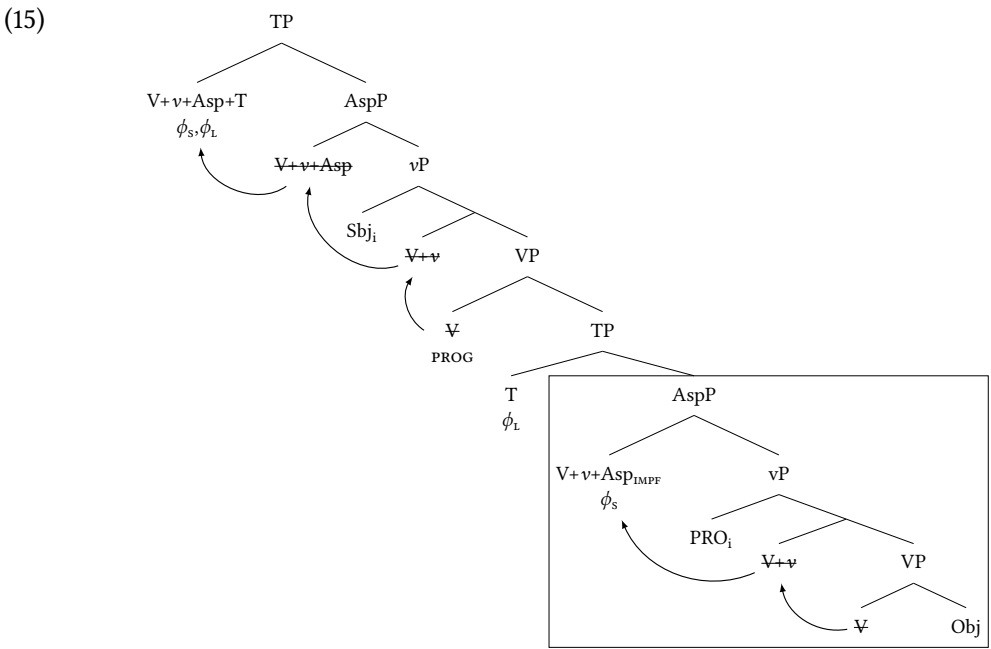 (15)
TP
V+v+Asp+T AspP
ϕS,ϕL
V+v+Asp vP
Sbji
V+v VP
V TP
PROG
T AspP
ϕL
V+v+AspIMPF vP
ϕS
PROi
V+v VP
V Obj